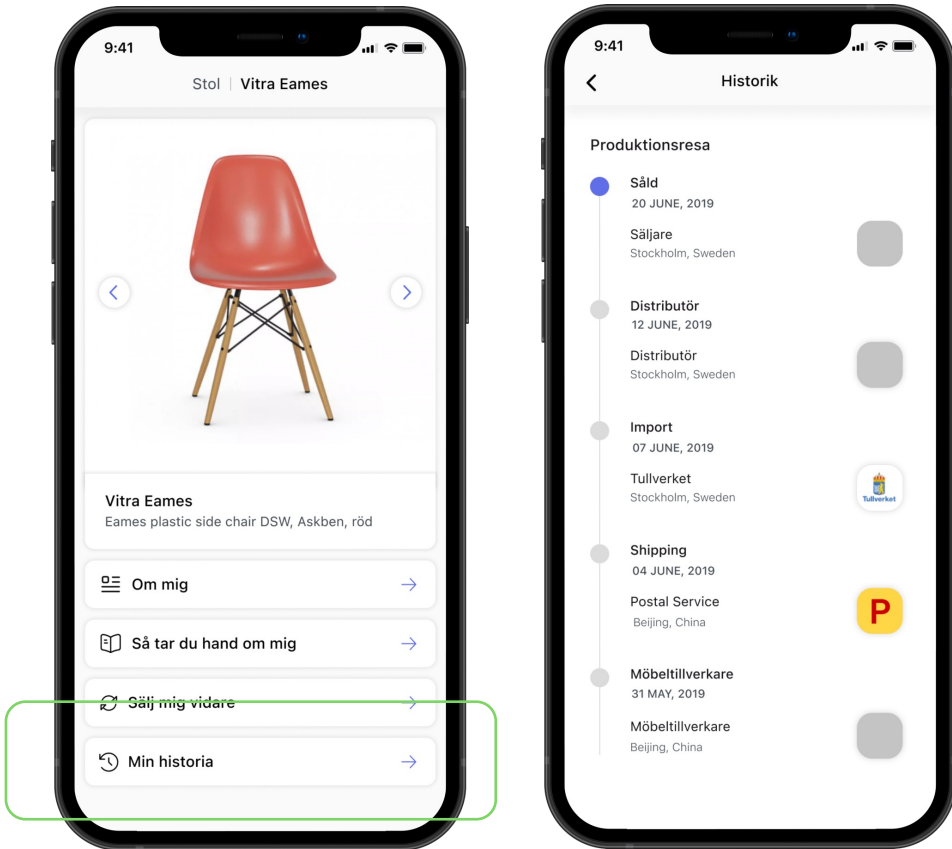 9:41
Stol | Vitra Eames
Vitra Eames
Eames plastic side chair DSW, Askben, röd
Om mig
Så tar du hand om mig
Sälj mig vidare
Min historia
9:41
Historik
Produktionsresa
Såld
20 JUNE, 2019
Säljare
Stockholm, Sweden
Distributör
12 JUNE, 2019
Distributör
Stockholm, Sweden
Import
07 JUNE, 2019
Tullverket
Stockholm, Sweden
Tullverket
Shipping
04 JUNE, 2019
Postal Service
Beijing, China
P
Möbeltillverkare
31 MAY, 2019
Möbeltillverkare
Beijing, China